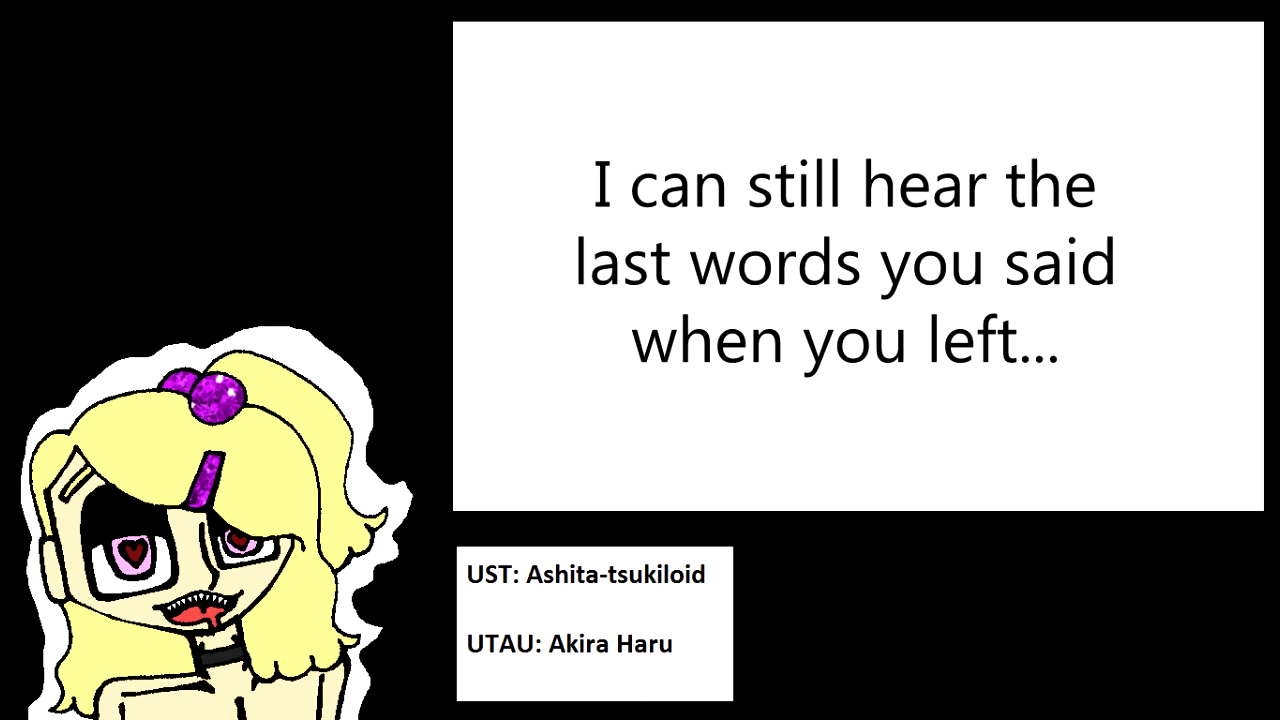 I can still hear the
last words you said
when you left...
UST: Ashita-tsukiloid
UTAU: Akira Haru